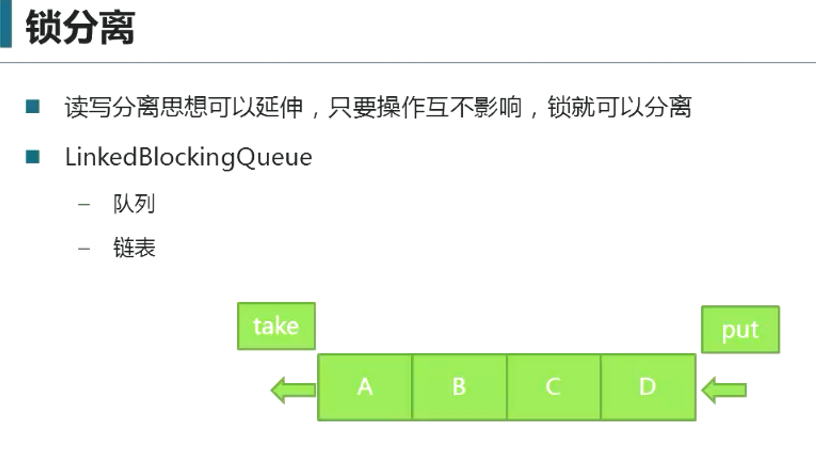 锁分离
读写分离思想可以延伸，只要操作互不影响，锁就可以分离
LinkedBlockingQueue
– 队列
– 链表
take
put
A B C D